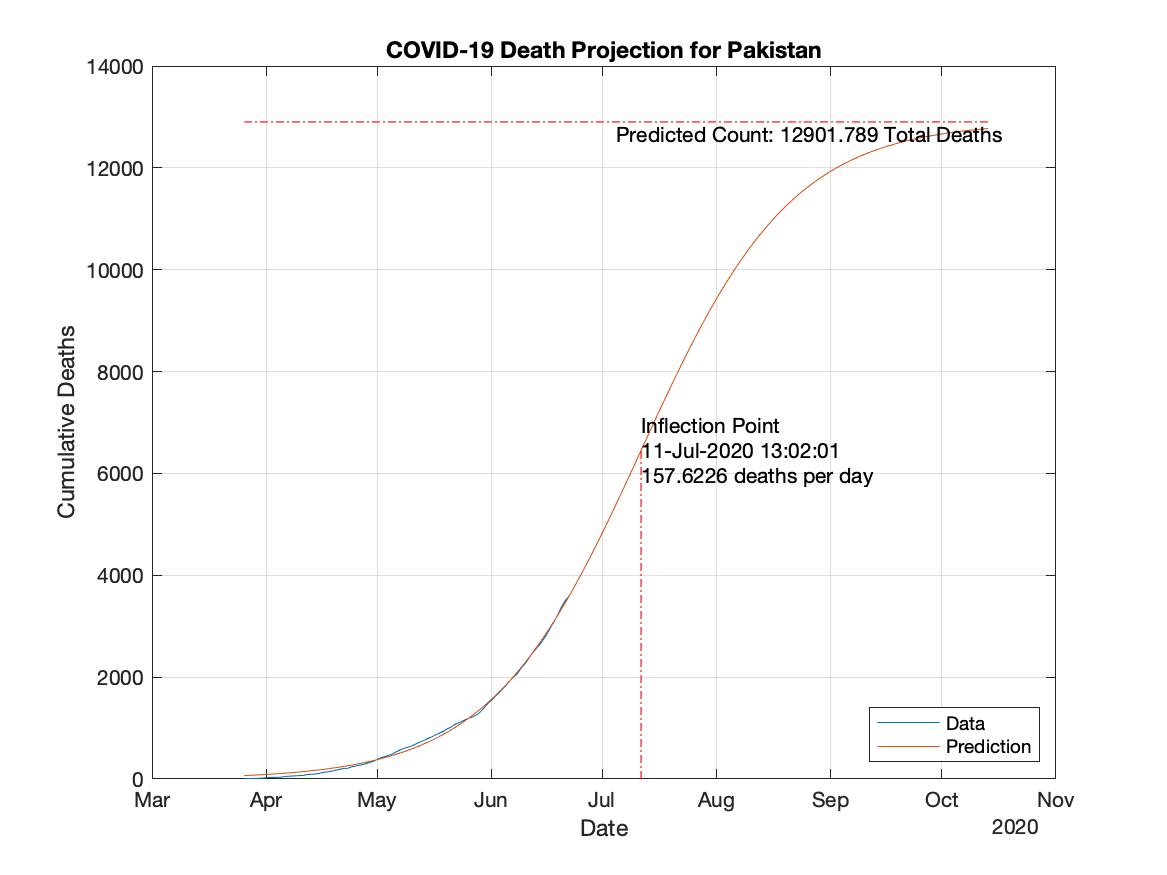 COVID-19 Death Projection for Pakistan
14000
12000
10000
8000
6000
4000
2000
0
Cumulative Deaths
Predicted Count: 12901.789 Total Deaths
Inflection Point
11-Jul-2020 13:02:01
157.6226 deaths per day
Data
Prediction
Mar Apr May Jun Jul Aug Sep Oct Nov
Date
2020